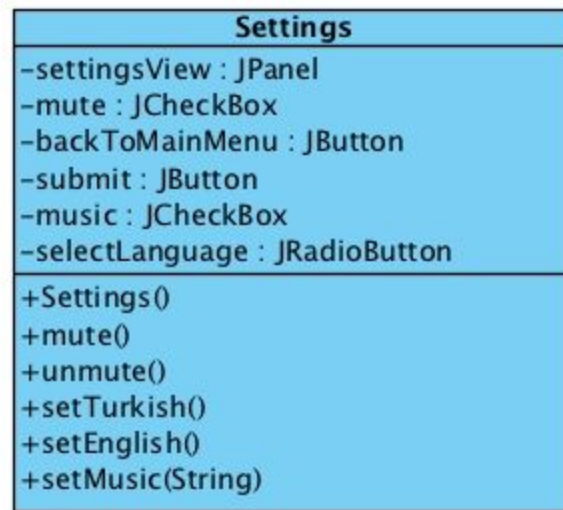 Settings
-settingsView : JPanel
-mute : JCheckBox
-backToMainMenu : JButton
-submit : JButton
-music : JCheckBox
-selectLanguage : JRadioButton
+Settings()
+mute()
+unmute()
+setTurkish()
+setEnglish()
+setMusic(String)